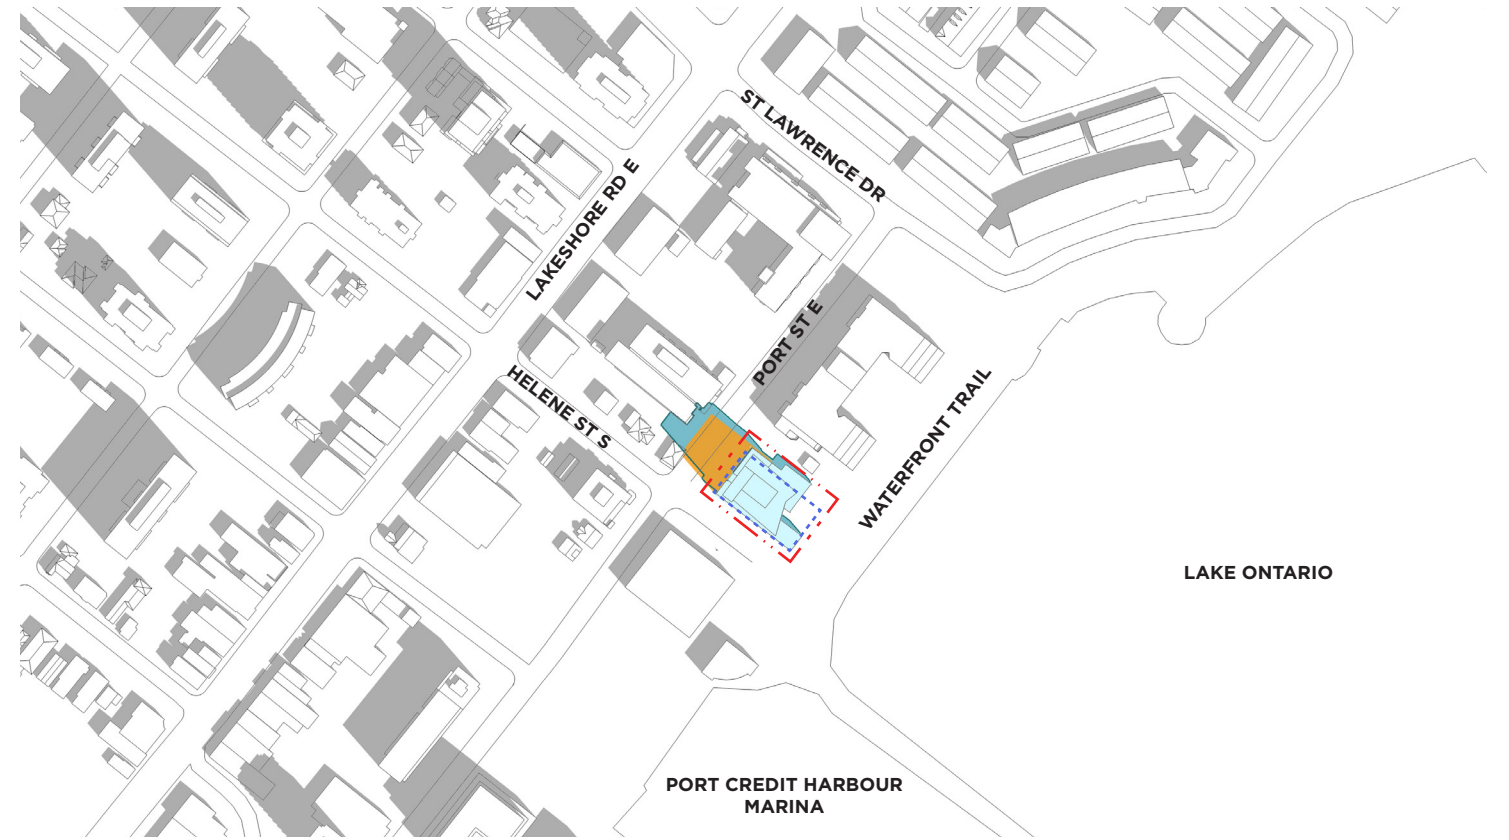 ST LAWRENCE DR
LAKESHORE RD E
PORT ST E
HELENE ST S
WATERFRONT TRAIL
LAKE ONTARIO
PORT CREDIT HARBOUR
MARINA